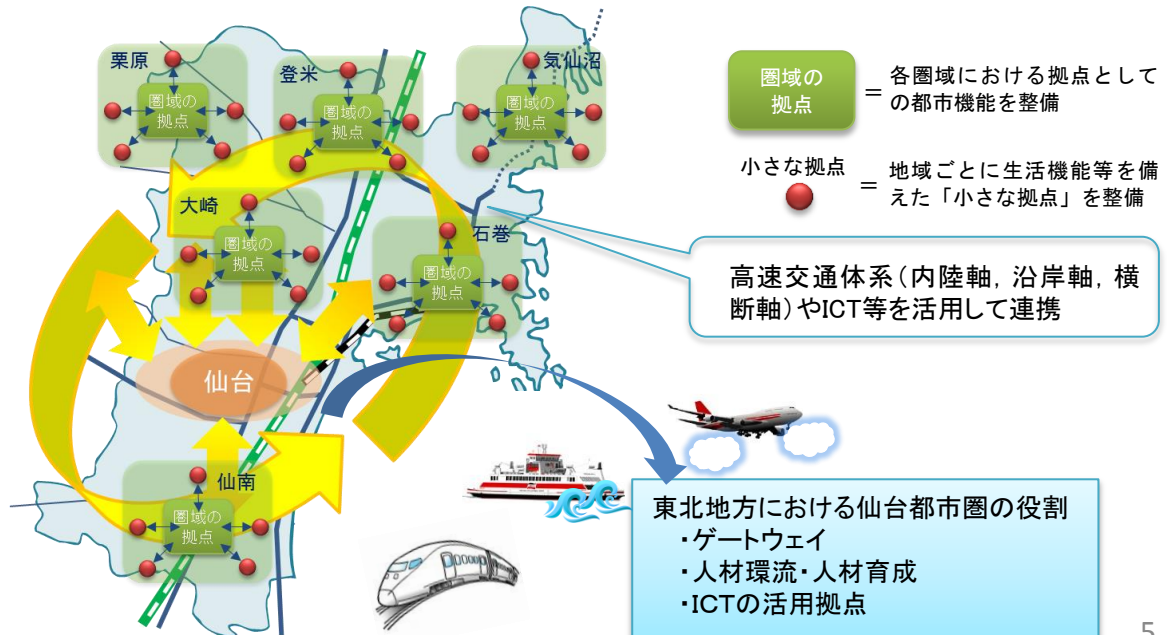 栗原
圏域の
拠点
登米
圏域の
拠点
気仙沼
圏域の
拠点
大崎
圏域の
拠点
石巻
圏域の
拠点
仙台
仙南
圏域の
拠点
圏域の
拠点
=
各圏域における拠点として
の都市機能を整備
小さな拠点
=
地域ごとに生活機能等を備
えた「小さな拠点」を整備
高速交通体系(内陸軸,沿岸軸,横
断軸)やICT等を活用して連携
東北地方における仙台都市圏の役割
・ゲートウェイ
・人材環流・人材育成
・ICTの活用拠点
5